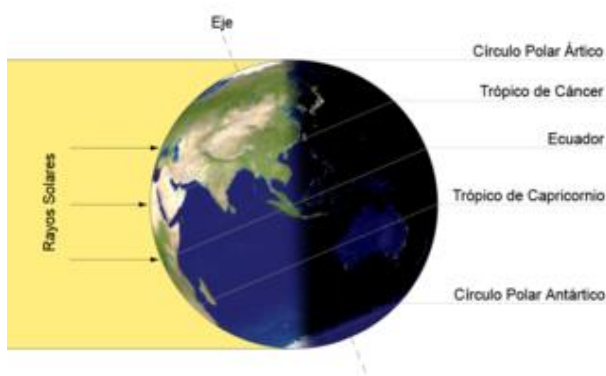 Eje
Círculo Polar Ártico
Trópico de Cáncer
Ecuador
Rayos Solares
Trópico de Capricornio
Círculo Polar Antártico